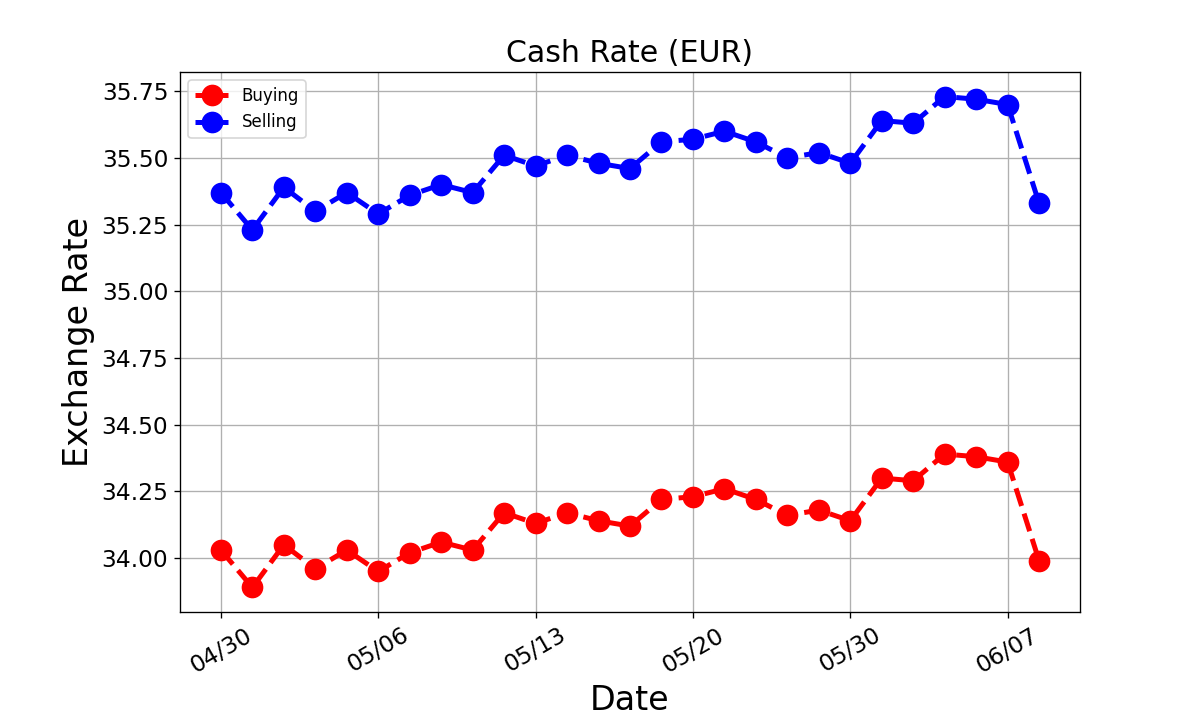 Cash Rate (EUR)
Buying
Selling
Exchange Rate
35.75
35.50
35.25
35.00
34.75
34.50
34.25
34.00
04/30 05/06 05/13 05/20 05/30 06/07
Date